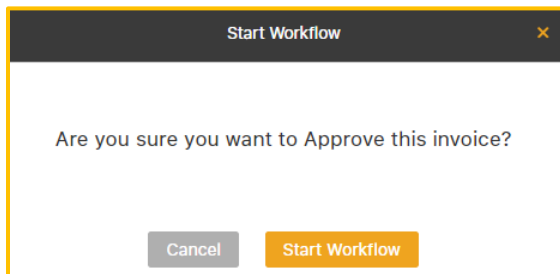 Start Workflow ×
Are you sure you want to Approve this invoice?
Cancel Start Workflow